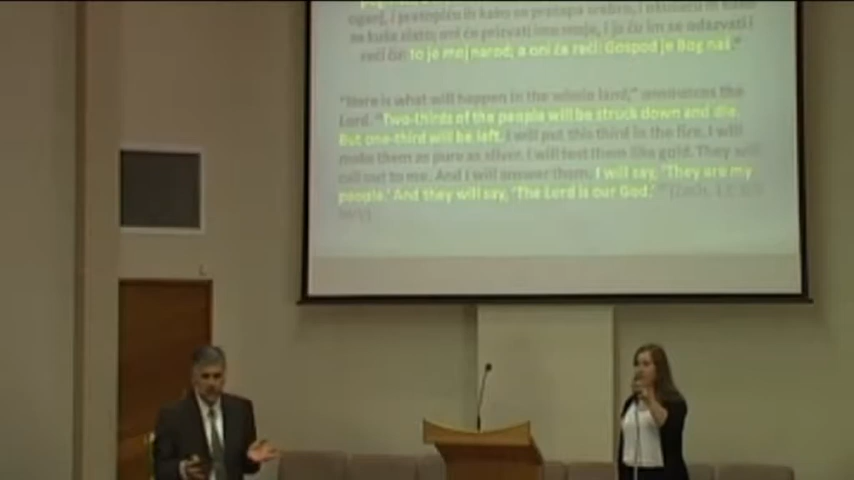 oganj, i pretopiću ih kako se pretapa srebro, i
se kuša zlato; oni će prizvati ime moje, i ja ću im se odazvati i
reći ću: to je moj narod; a oni će reći: Gospod je Bog naš."
"Here is what will happen in the whole land," announces the
Lord. "Two-thirds of the people will be struck down and die.
But one-third will be left. I will put this third in the fire. I will
make them as pure as silver. I will test them like gold. They will
call out to me. And I will answer them. I will say, 'They are my
people.' And they will say, 'The Lord is our God.' "